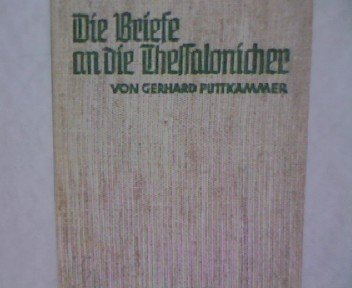 Die Briefe
an die Thessalonicher
VON GERHARD PUTTKAMMER